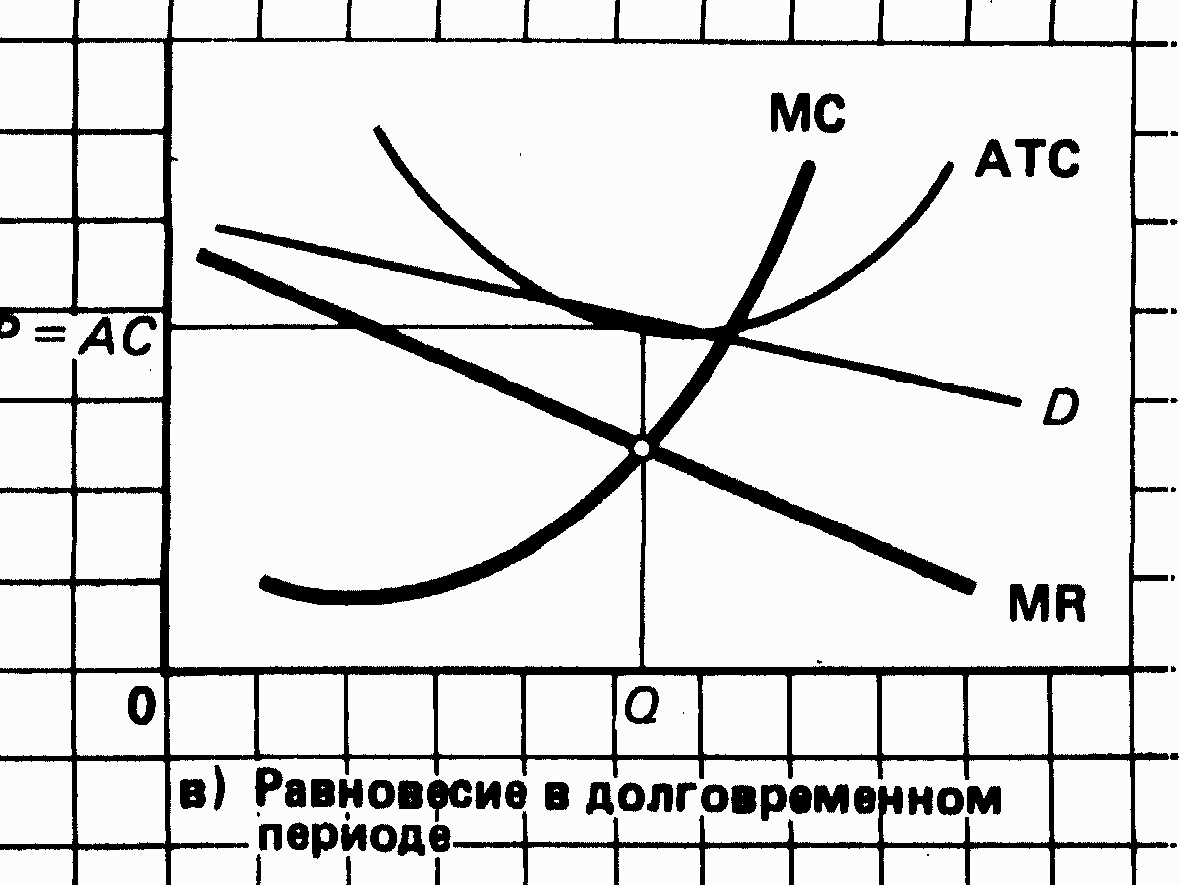 MC
ATC
P = AC
D
MR
0
Q
в) Равновесие в долговременном
периоде